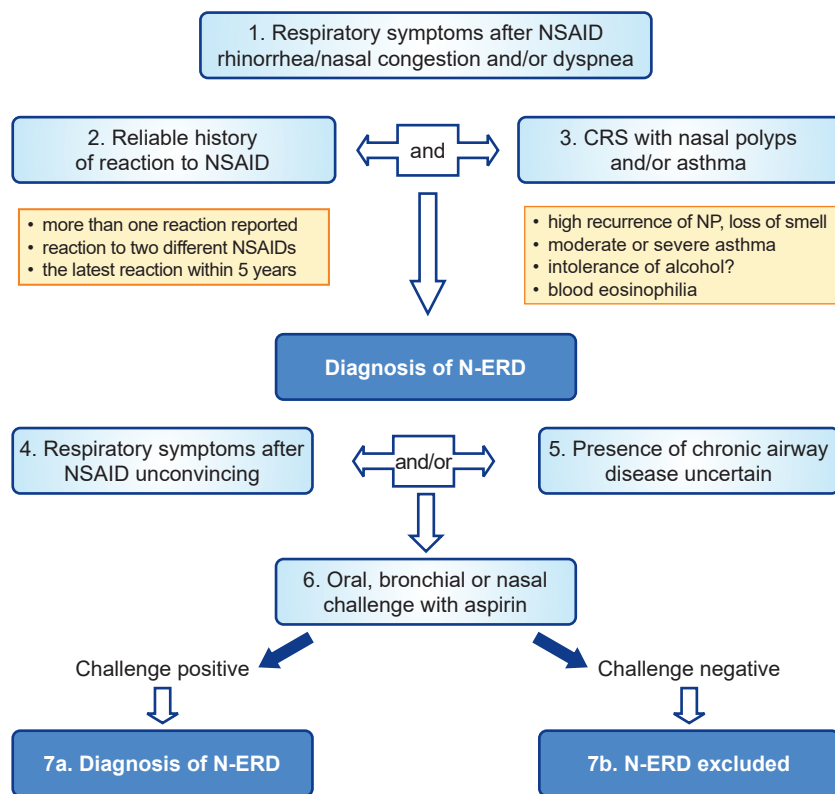 1. Respiratory symptoms after NSAID
rhinorrhea/nasal congestion and/or dyspnea
2. Reliable history
of reaction to NSAID
and
3. CRS with nasal polyps
and/or asthma
• more than one reaction reported
• reaction to two different NSAIDs
• the latest reaction within 5 years
• high recurrence of NP, loss of smell
• moderate or severe asthma
• intolerance of alcohol?
• blood eosinophilia
Diagnosis of N-ERD
4. Respiratory symptoms after
NSAID unconvincing
and/or
5. Presence of chronic airway
disease uncertain
6. Oral, bronchial or nasal
challenge with aspirin
Challenge positive
Challenge negative
7a. Diagnosis of N-ERD
7b. N-ERD excluded